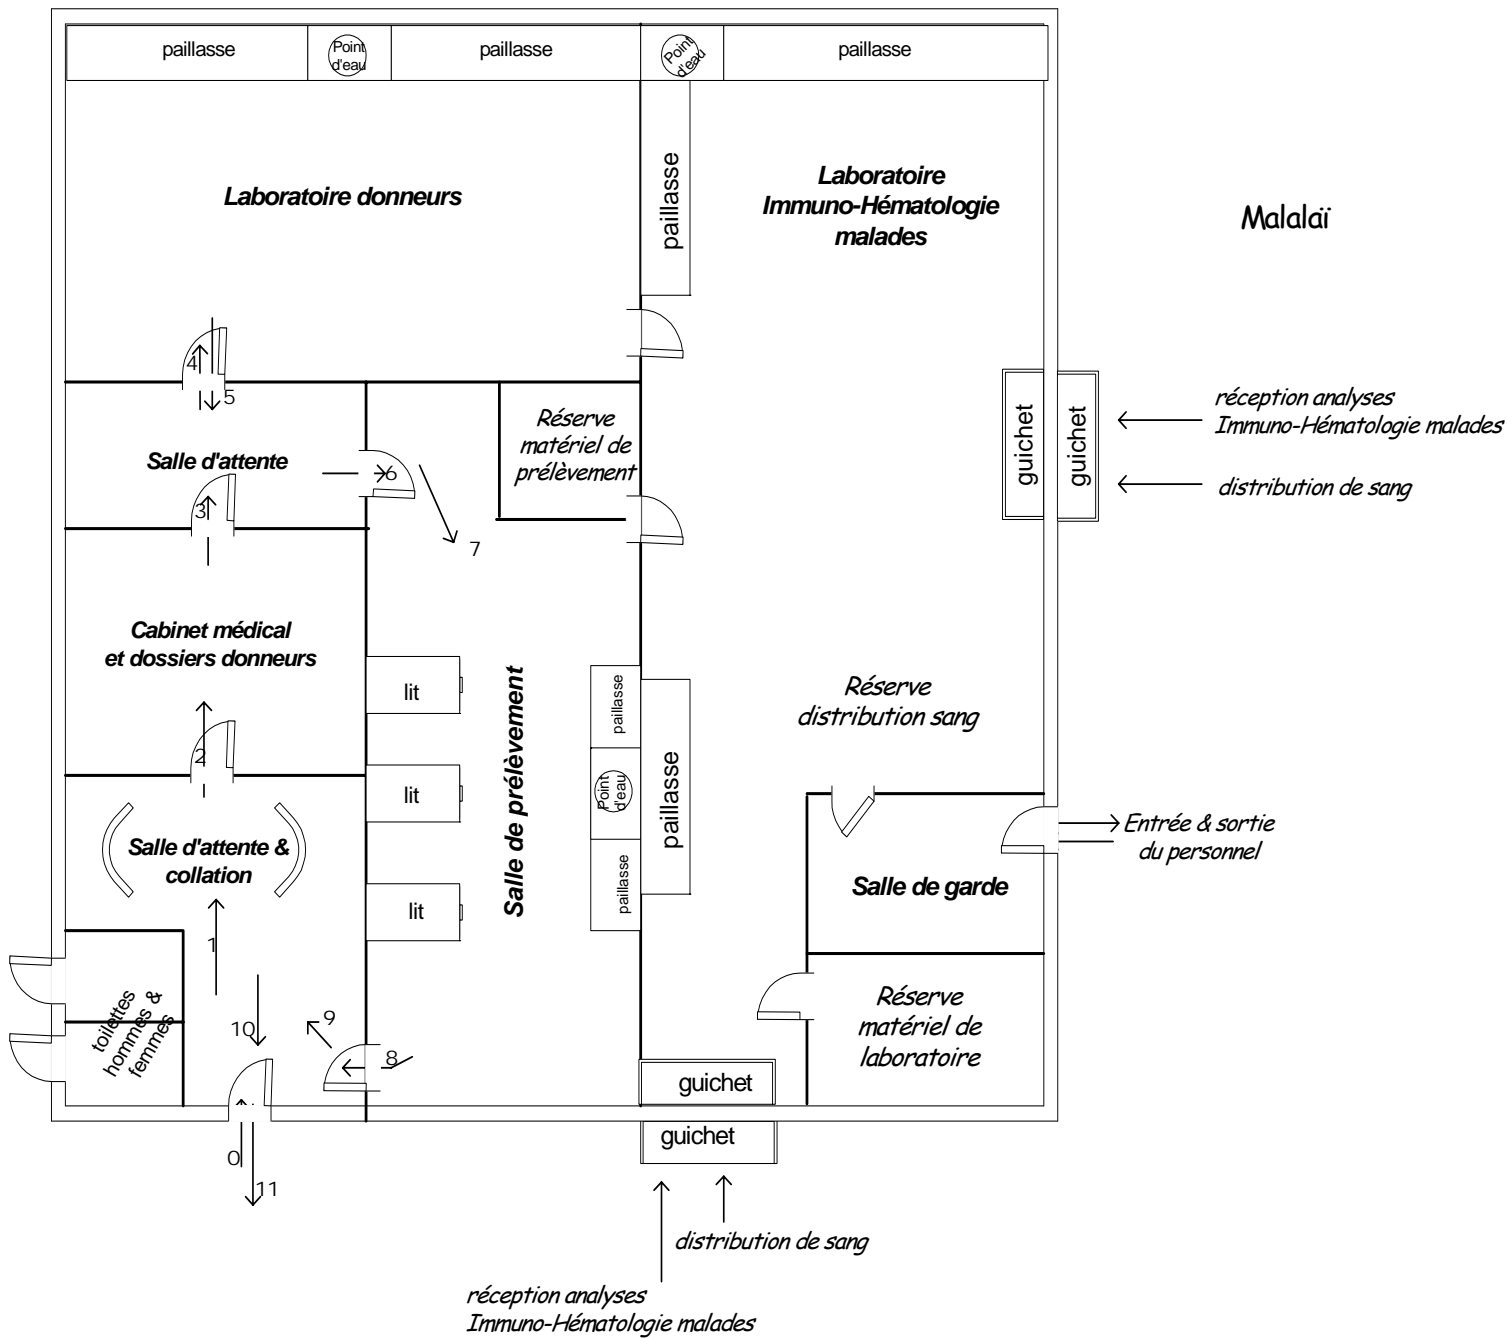 paillasse
Point
d'eau
paillasse
Point
d'eau
paillasse
Laboratoire donneurs
paillasse
Laboratoire
Immuno-Hématologie
malades
Malalaï
4
5
Salle d'attente
6
7
Réserve
matériel de
prélèvement
guichet
guichet
réception analyses
Immuno-Hématologie malades
distribution de sang
3
Cabinet médical
et dossiers donneurs
2
lit
lit
lit
Salle de prélèvement
paillasse
Point
d'eau
paillasse
paillasse
Réserve
distribution sang
Salle d'attente &
collation
1
Salle de garde
Entrée & sortie
du personnel
toilettes
hommes &
femmes
10
9
8
Réserve
matériel de
laboratoire
guichet
guichet
0
11
distribution de sang
réception analyses
Immuno-Hématologie malades